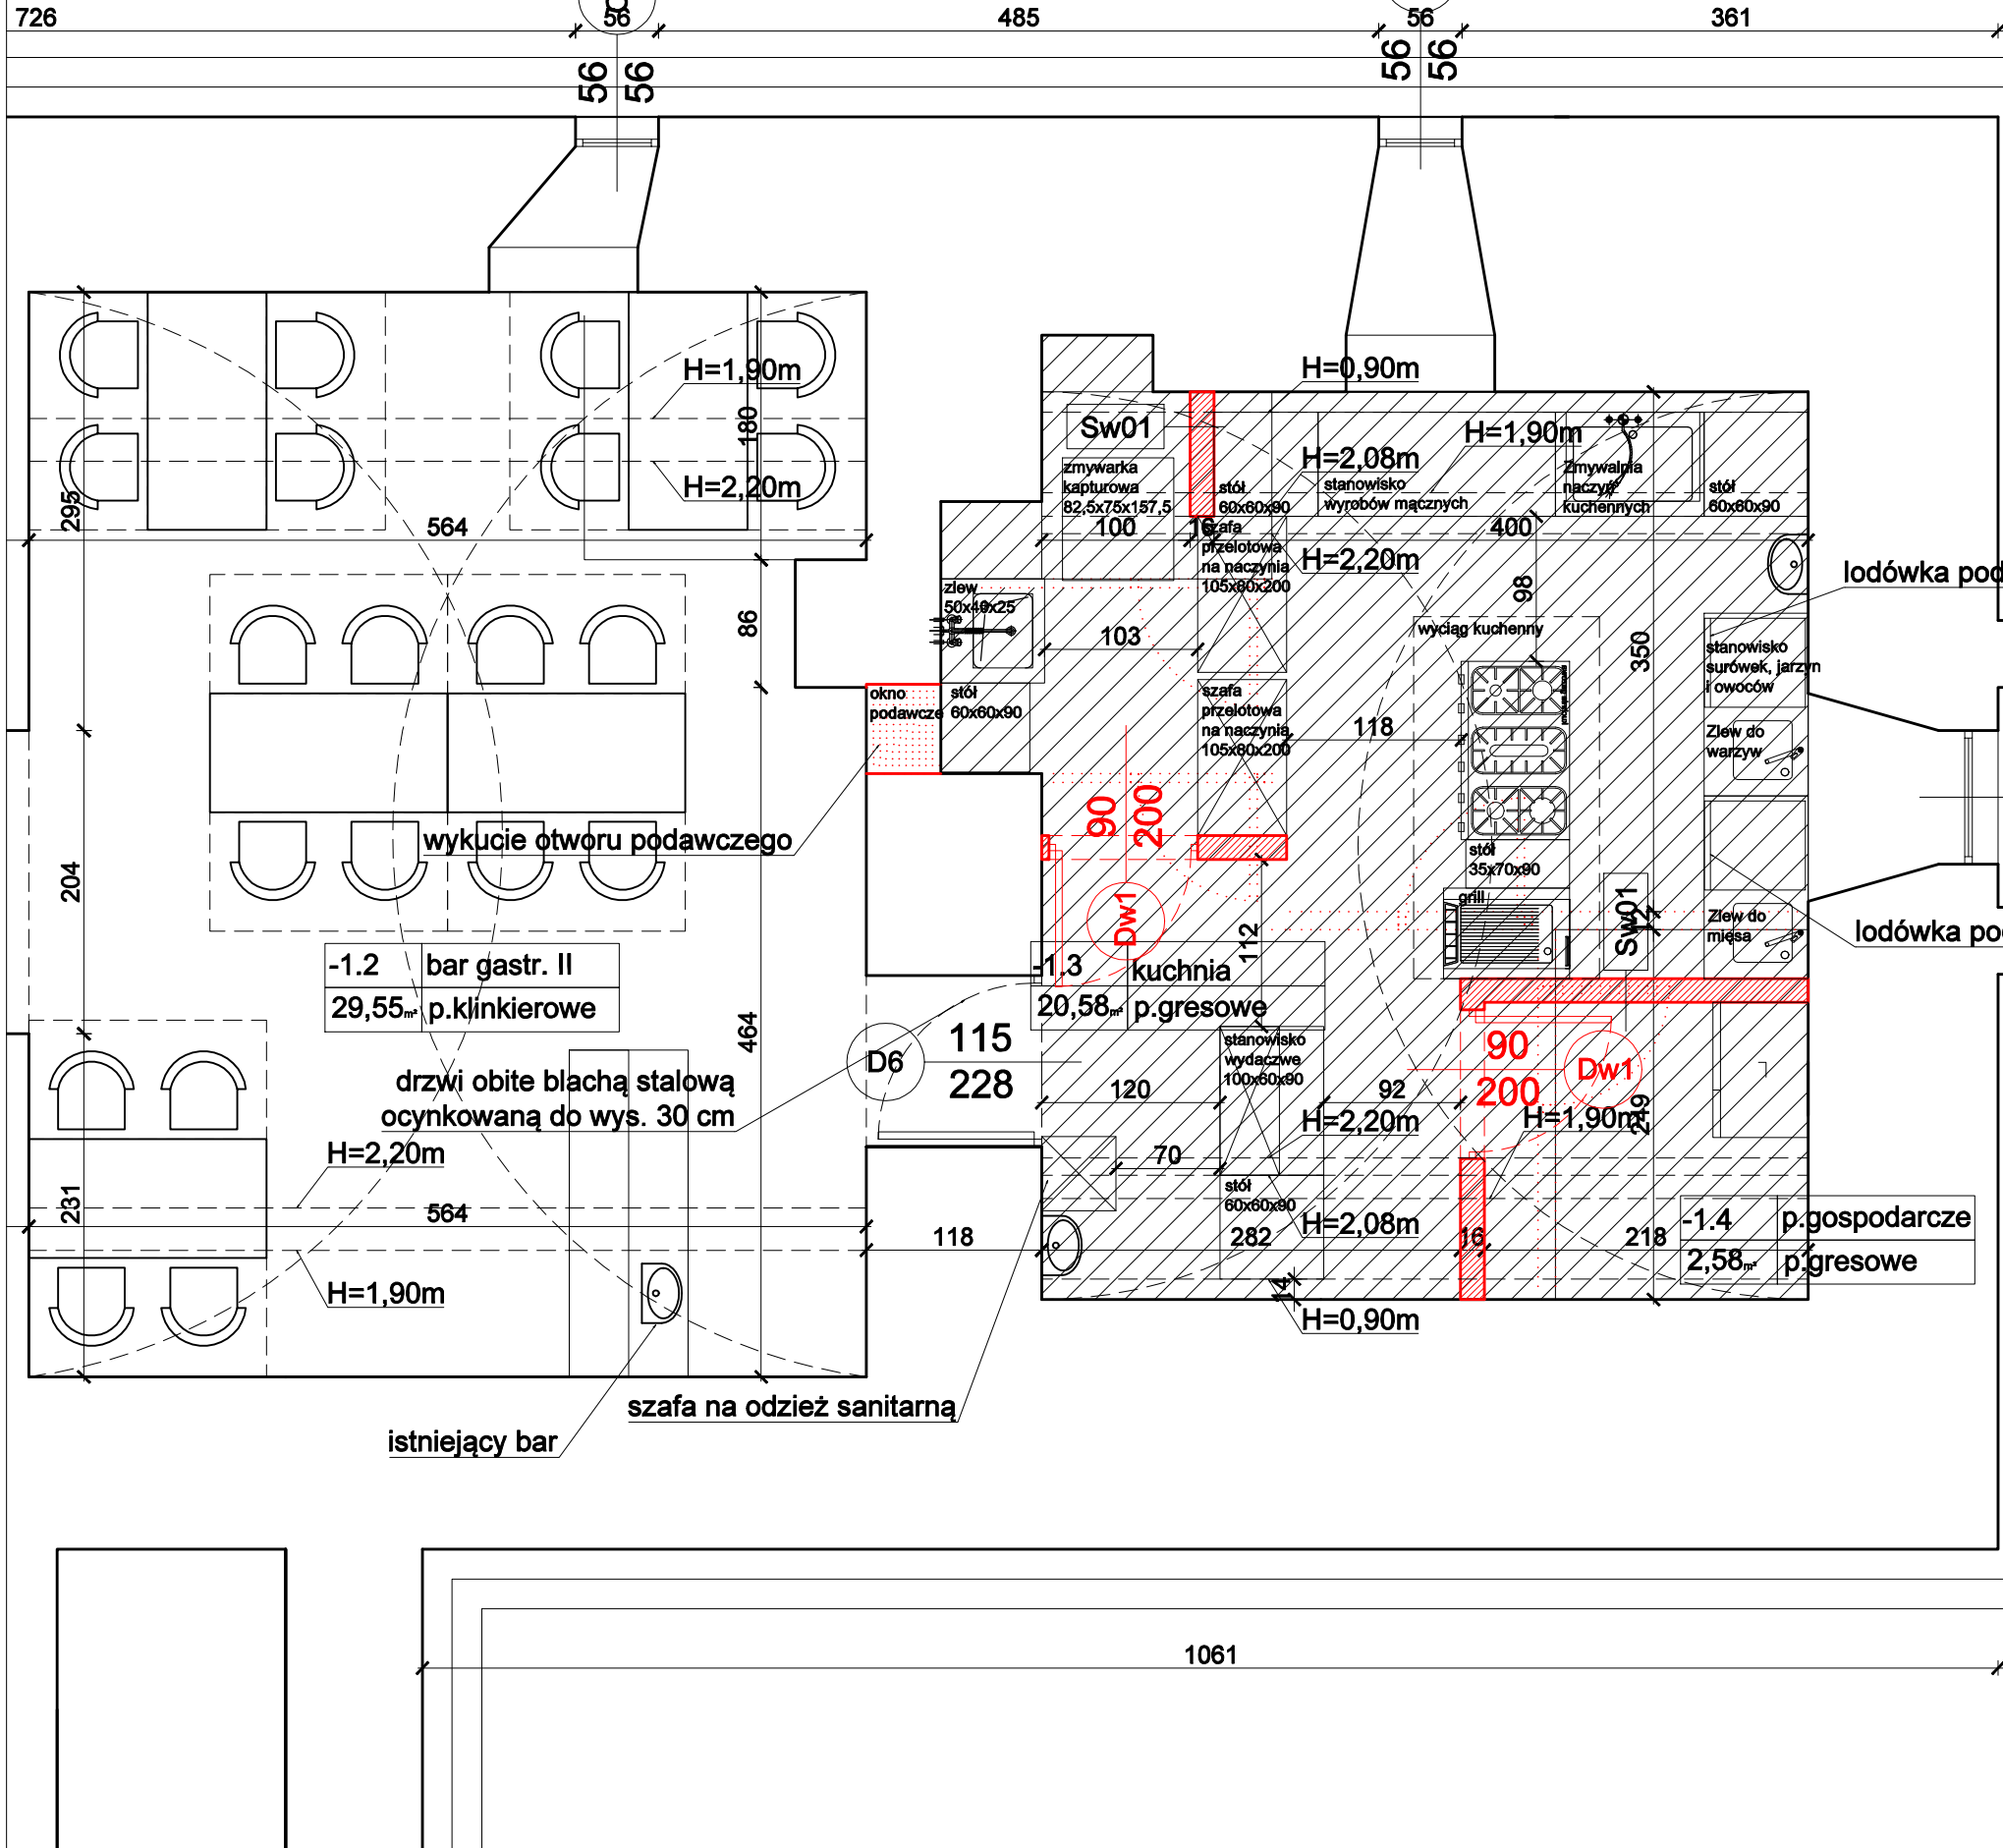 726
56
485
56
361
56
56
56
56
H=1,90m
180
H=2,20m
295
564
H=0,90m
Sw01
H=1,90m
H=2,08m
zmywarka
kapturowa
82,5x75x157,5
stół
60x60x90
stanowisko
wyrobów mącznych
Zmywalnia
naczyń
kuchennych
stół
60x60x90
100
16
400
szafa
przelotowa
na naczynia
105x80x200
H=2,20m
98
lodówka pod
zlew
50x40x25
86
103
wyciąg kuchenny
350
stanowisko
surówek, jarzyn
i owoców
okno
podawcze
stół
60x60x90
szafa
przelotowa
na naczynia
105x80x200
118
Zlew do
warzyw
90
200
wykucie otworu podawczego
204
stół
35x70x90
grill
Dw1
112
Sw01
12
Zlew do
mięsa
lodówka po
-1.2 bar gastr. II
29,55m² p.klinkierowe
-1.3 kuchnia
20,58m² p.gresowe
464
D6
115
228
stanowisko
wydaczwe
100x60x90
90
200
Dw1
drzwi obite blachą stalową
ocynkowaną do wys. 30 cm
120
92
249
H=2,20m
H=1,90m
H=2,20m
70
231
564
stół
60x60x90
H=2,08m
118
282
16
218
-1.4 p.gospodarcze
2,58m² p.gresowe
H=1,90m
14
H=0,90m
szafa na odzież sanitarną
istniejący bar
1061